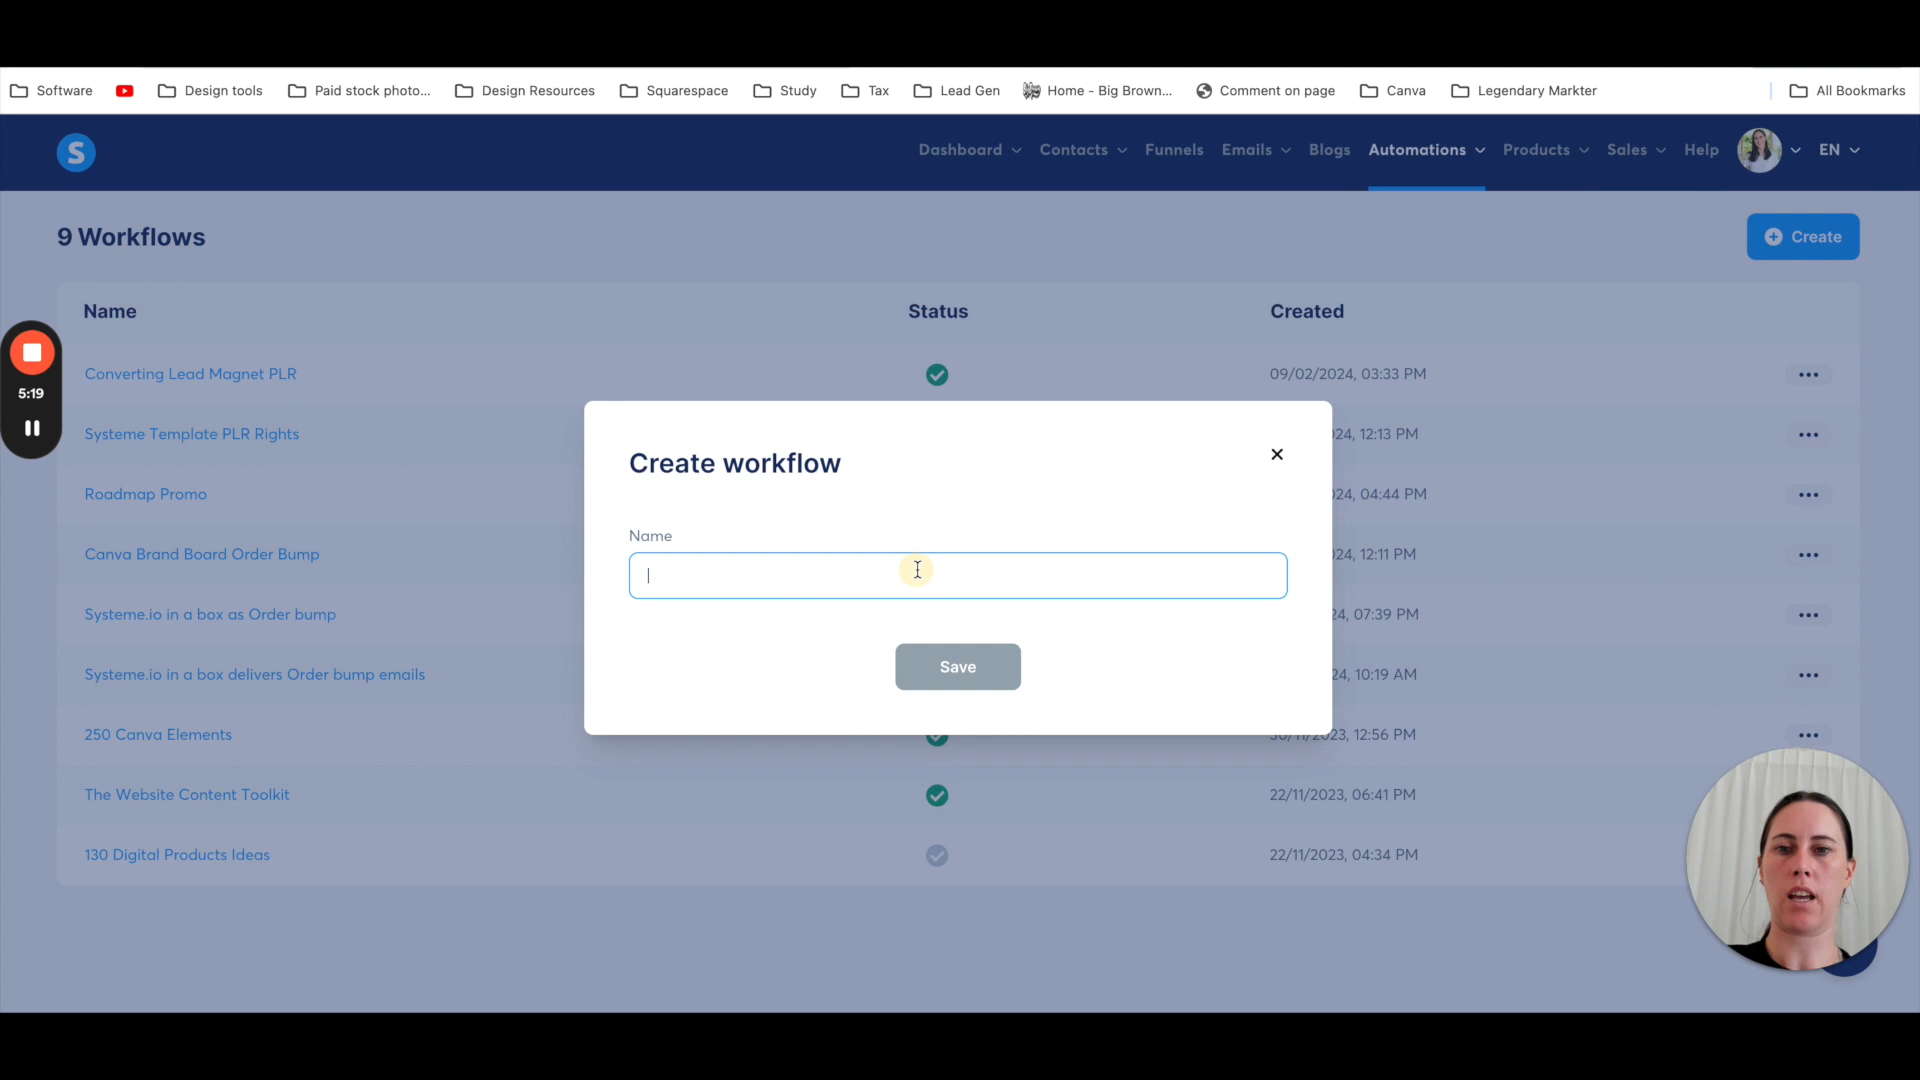 Software Design tools Paid stock photo... Design Resources Squarespace Study Tax Lead Gen Home - Big Brown... Comment on page Canva Legendary Markter All Bookmarks
S Dashboard Contacts Funnels Emails Blogs Automations Products Sales Help EN
9 Workflows Create
Name Status Created
Converting Lead Magnet PLR 09/02/2024, 03:33 PM
Systeme Template PLR Rights 24, 12:13 PM
Roadmap Promo 24, 04:44 PM
Canva Brand Board Order Bump 24, 12:11 PM
Systeme.io in a box as Order bump 24, 07:39 PM
Systeme.io in a box delivers Order bump emails 24, 10:19 AM
250 Canva Elements 30/11/2023, 12:56 PM
The Website Content Toolkit 22/11/2023, 06:41 PM
130 Digital Products Ideas 22/11/2023, 04:34 PM
5:19
Create workflow
Name
Save